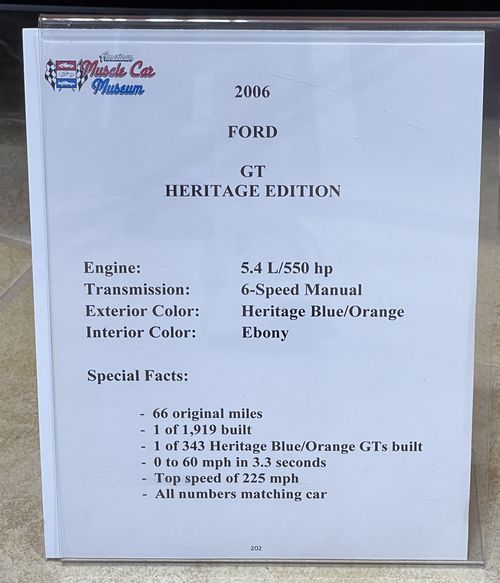 American
Muscle Car
Museum
2006
FORD
GT
HERITAGE EDITION
Engine: 5.4 L/550 hp
Transmission: 6-Speed Manual
Exterior Color: Heritage Blue/Orange
Interior Color: Ebony
Special Facts:
- 66 original miles
- 1 of 1,919 built
- 1 of 343 Heritage Blue/Orange GTs built
- 0 to 60 mph in 3.3 seconds
- Top speed of 225 mph
- All numbers matching car
202